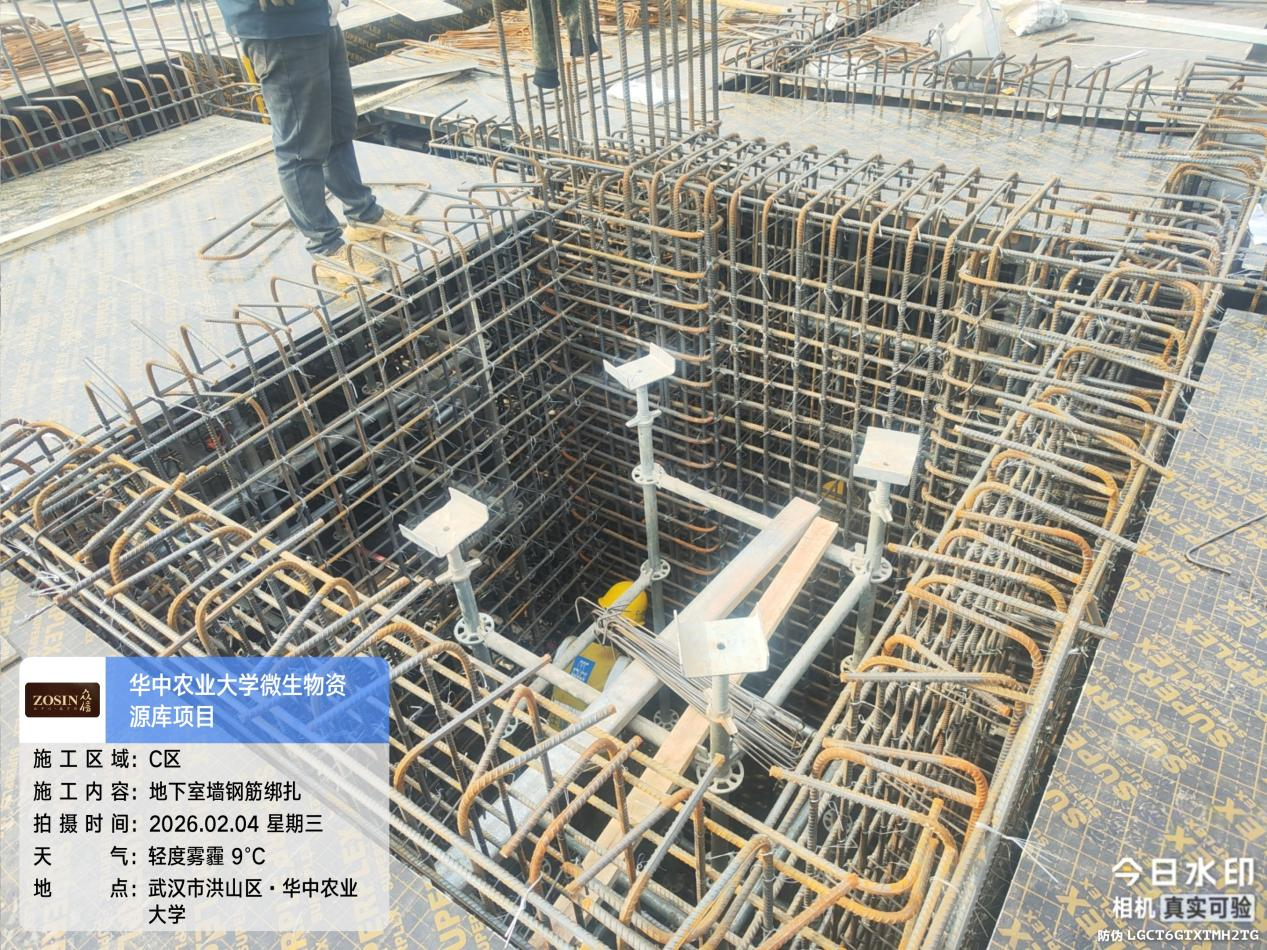 ZOSIN 众信
华中农业大学微生物资
源库项目
施工区域：C区
施工内容：地下室墙钢筋绑扎
拍摄时间：2026.02.04 星期三
天气：轻度雾霾 9°C
地点：武汉市洪山区·华中农业
大学
今日水印
相机 真实可验
防伪 LGCT6GTXTMH2TG
SUPERPLEX
SUPERPLEX
SUPERPLEX